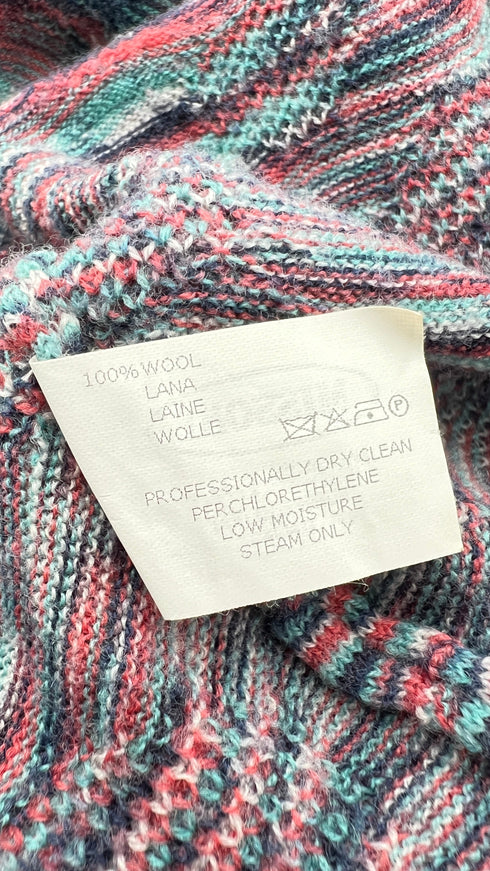 100% WOOL
LANA
LAINE
WOLLE
P
PROFESSIONALLY DRY CLEAN
PERCHLORETHYLENE
LOW MOISTURE
STEAM ONLY